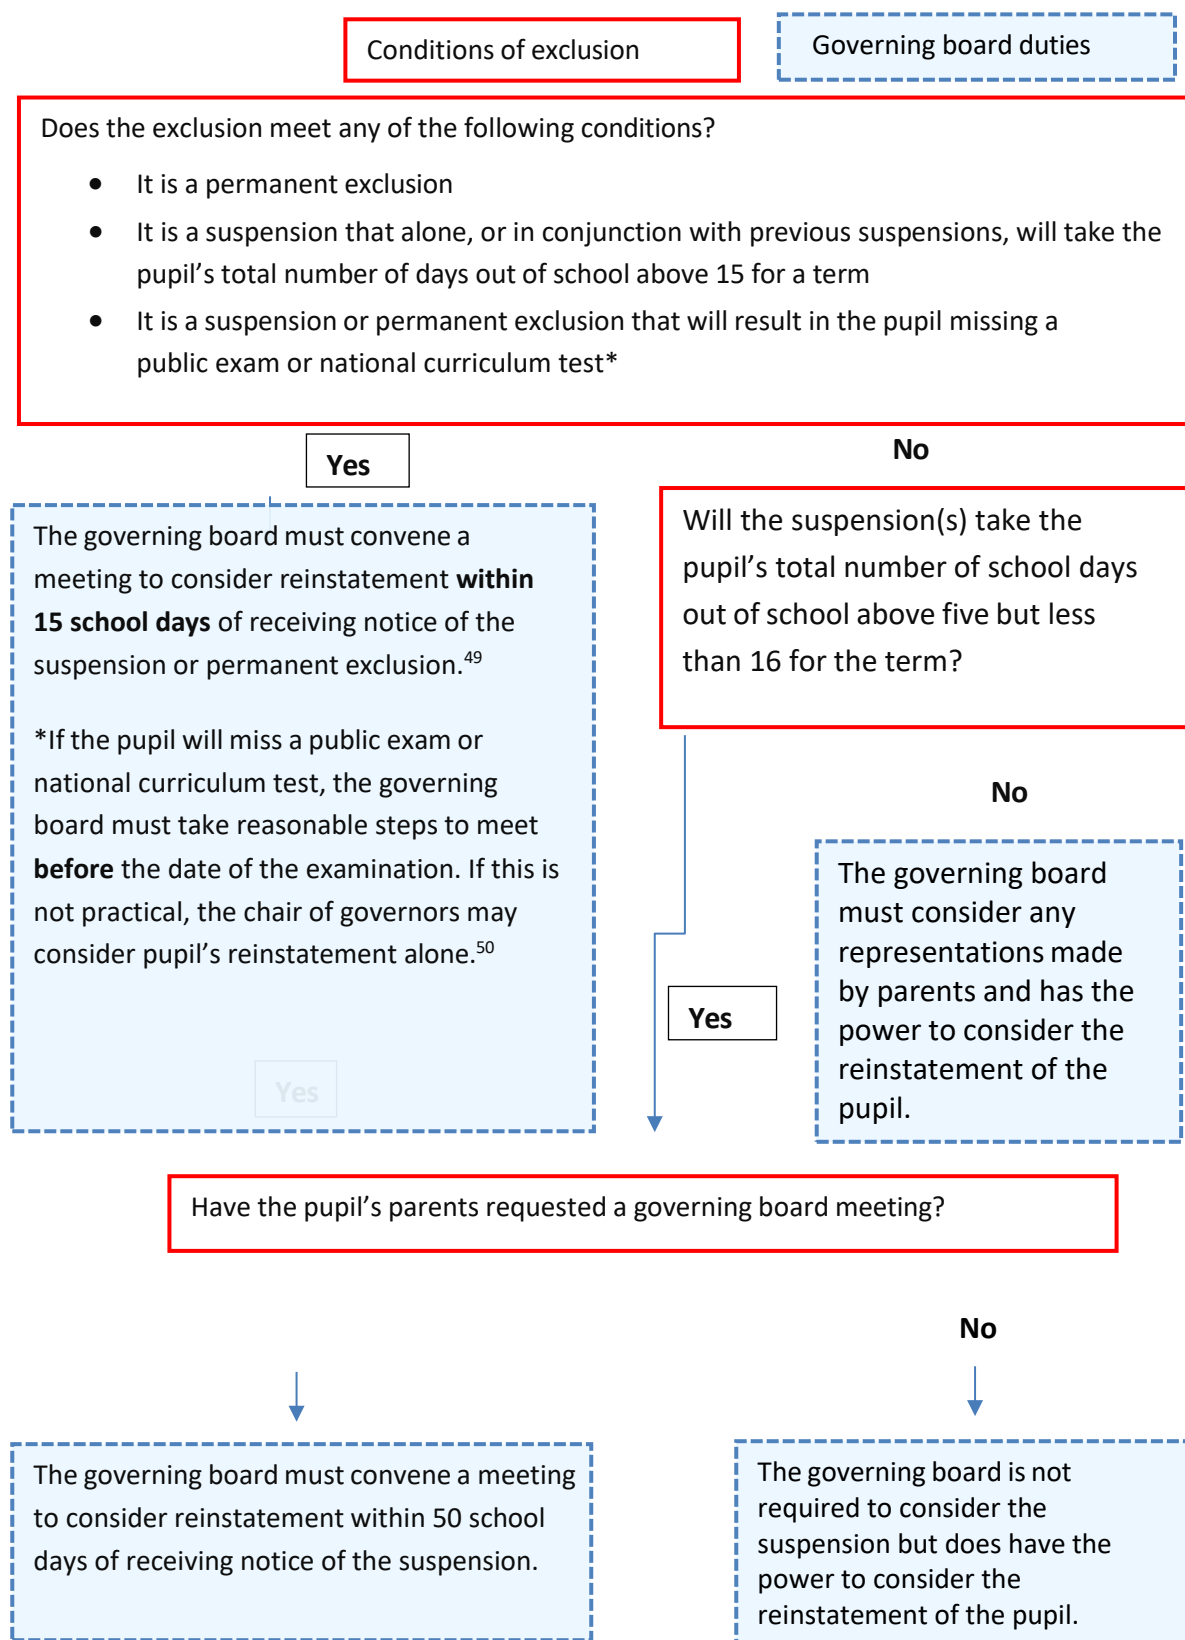 Conditions of exclusion
Governing board duties
Does the exclusion meet any of the following conditions?
● It is a permanent exclusion
● It is a suspension that alone, or in conjunction with previous suspensions, will take the
pupil’s total number of days out of school above 15 for a term
● It is a suspension or permanent exclusion that will result in the pupil missing a
public exam or national curriculum test*
Yes
No
The governing board must convene a
meeting to consider reinstatement within
15 school days of receiving notice of the
suspension or permanent exclusion.49
*If the pupil will miss a public exam or
national curriculum test, the governing
board must take reasonable steps to meet
before the date of the examination. If this is
not practical, the chair of governors may
consider pupil’s reinstatement alone.50
Yes
Will the suspension(s) take the
pupil’s total number of school days
out of school above five but less
than 16 for the term?
No
The governing board
must consider any
representations made
by parents and has the
power to consider the
reinstatement of the
pupil.
Yes
Have the pupil’s parents requested a governing board meeting?
No
The governing board must convene a meeting
to consider reinstatement within 50 school
days of receiving notice of the suspension.
The governing board is not
required to consider the
suspension but does have the
power to consider the
reinstatement of the pupil.